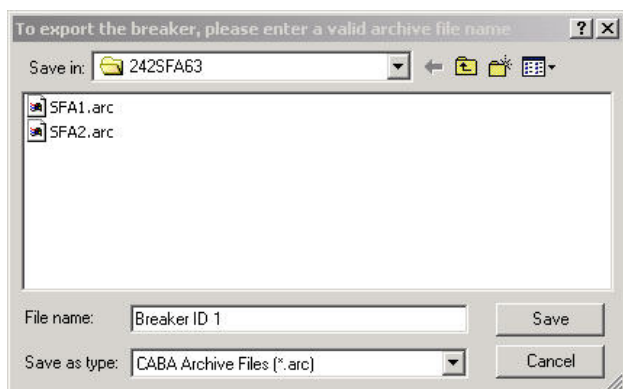 To export the breaker, please enter a valid archive file name
Save in: 242SFA63
SFA1.arc
SFA2.arc
File name: Breaker ID 1 Save
Save as type: CABA Archive Files (*.arc) Cancel